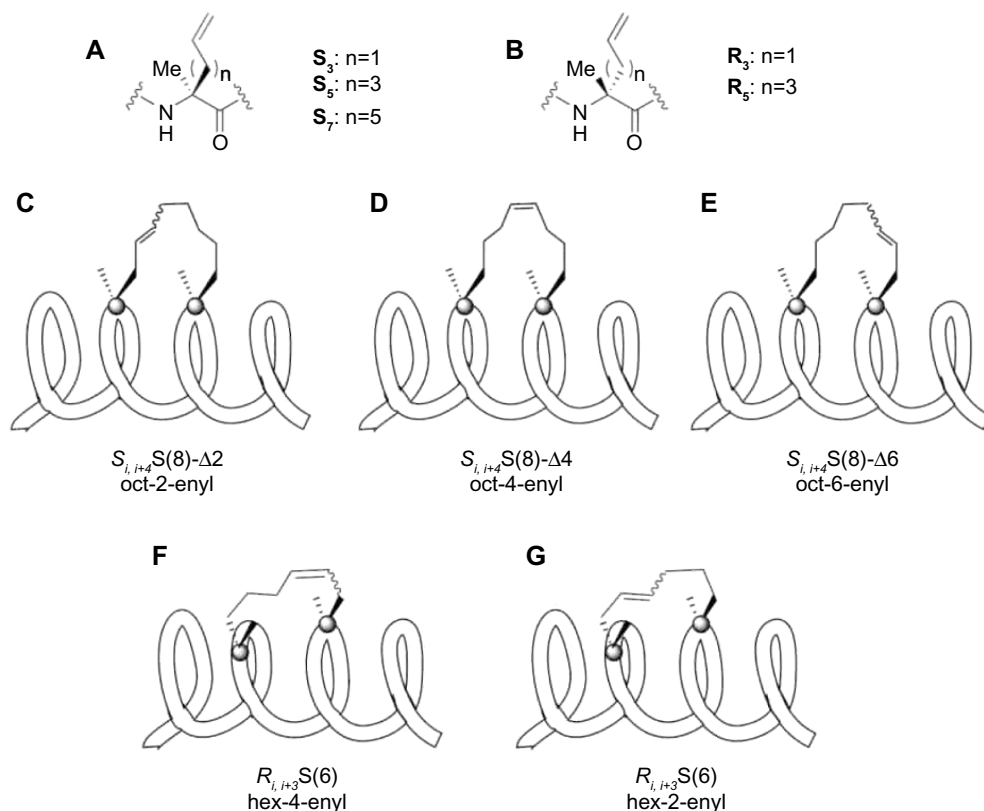 A
Me
( )n
N
H
O
S₃: n=1
S₅: n=3
S₇: n=5
B
Me
( )n
N
H
O
R₃: n=1
R₅: n=3
C
D
E
Sᵢ, ᵢ₊₄S(8)-Δ2
oct-2-enyl
Sᵢ, ᵢ₊₄S(8)-Δ4
oct-4-enyl
Sᵢ, ᵢ₊₄S(8)-Δ6
oct-6-enyl
F
G
Rᵢ, ᵢ₊₃S(6)
hex-4-enyl
Rᵢ, ᵢ₊₃S(6)
hex-2-enyl